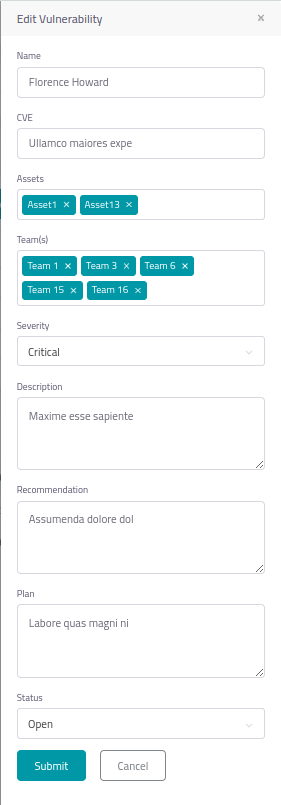 Edit Vulnerability ×
Name
Florence Howard
CVE
Ullamco maiores expe
Assets
Asset1 × Asset13 ×
Team(s)
Team 1 × Team 3 × Team 6 ×
Team 15 × Team 16 ×
Severity
Critical
Description
Maxime esse sapiente
Recommendation
Assumenda dolore dol
Plan
Labore quas magni ni
Status
Open
Submit Cancel